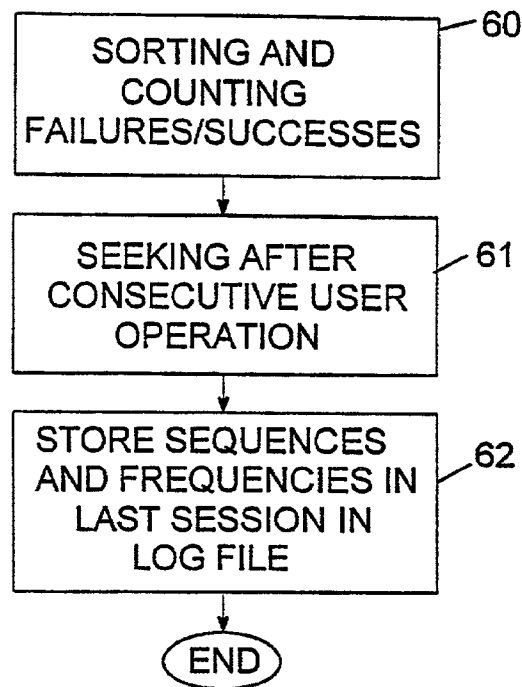 60
SORTING AND
COUNTING
FAILURES/SUCCESSES
61
SEEKING AFTER
CONSECUTIVE USER
OPERATION
62
STORE SEQUENCES
AND FREQUENCIES IN
LAST SESSION IN
LOG FILE
END